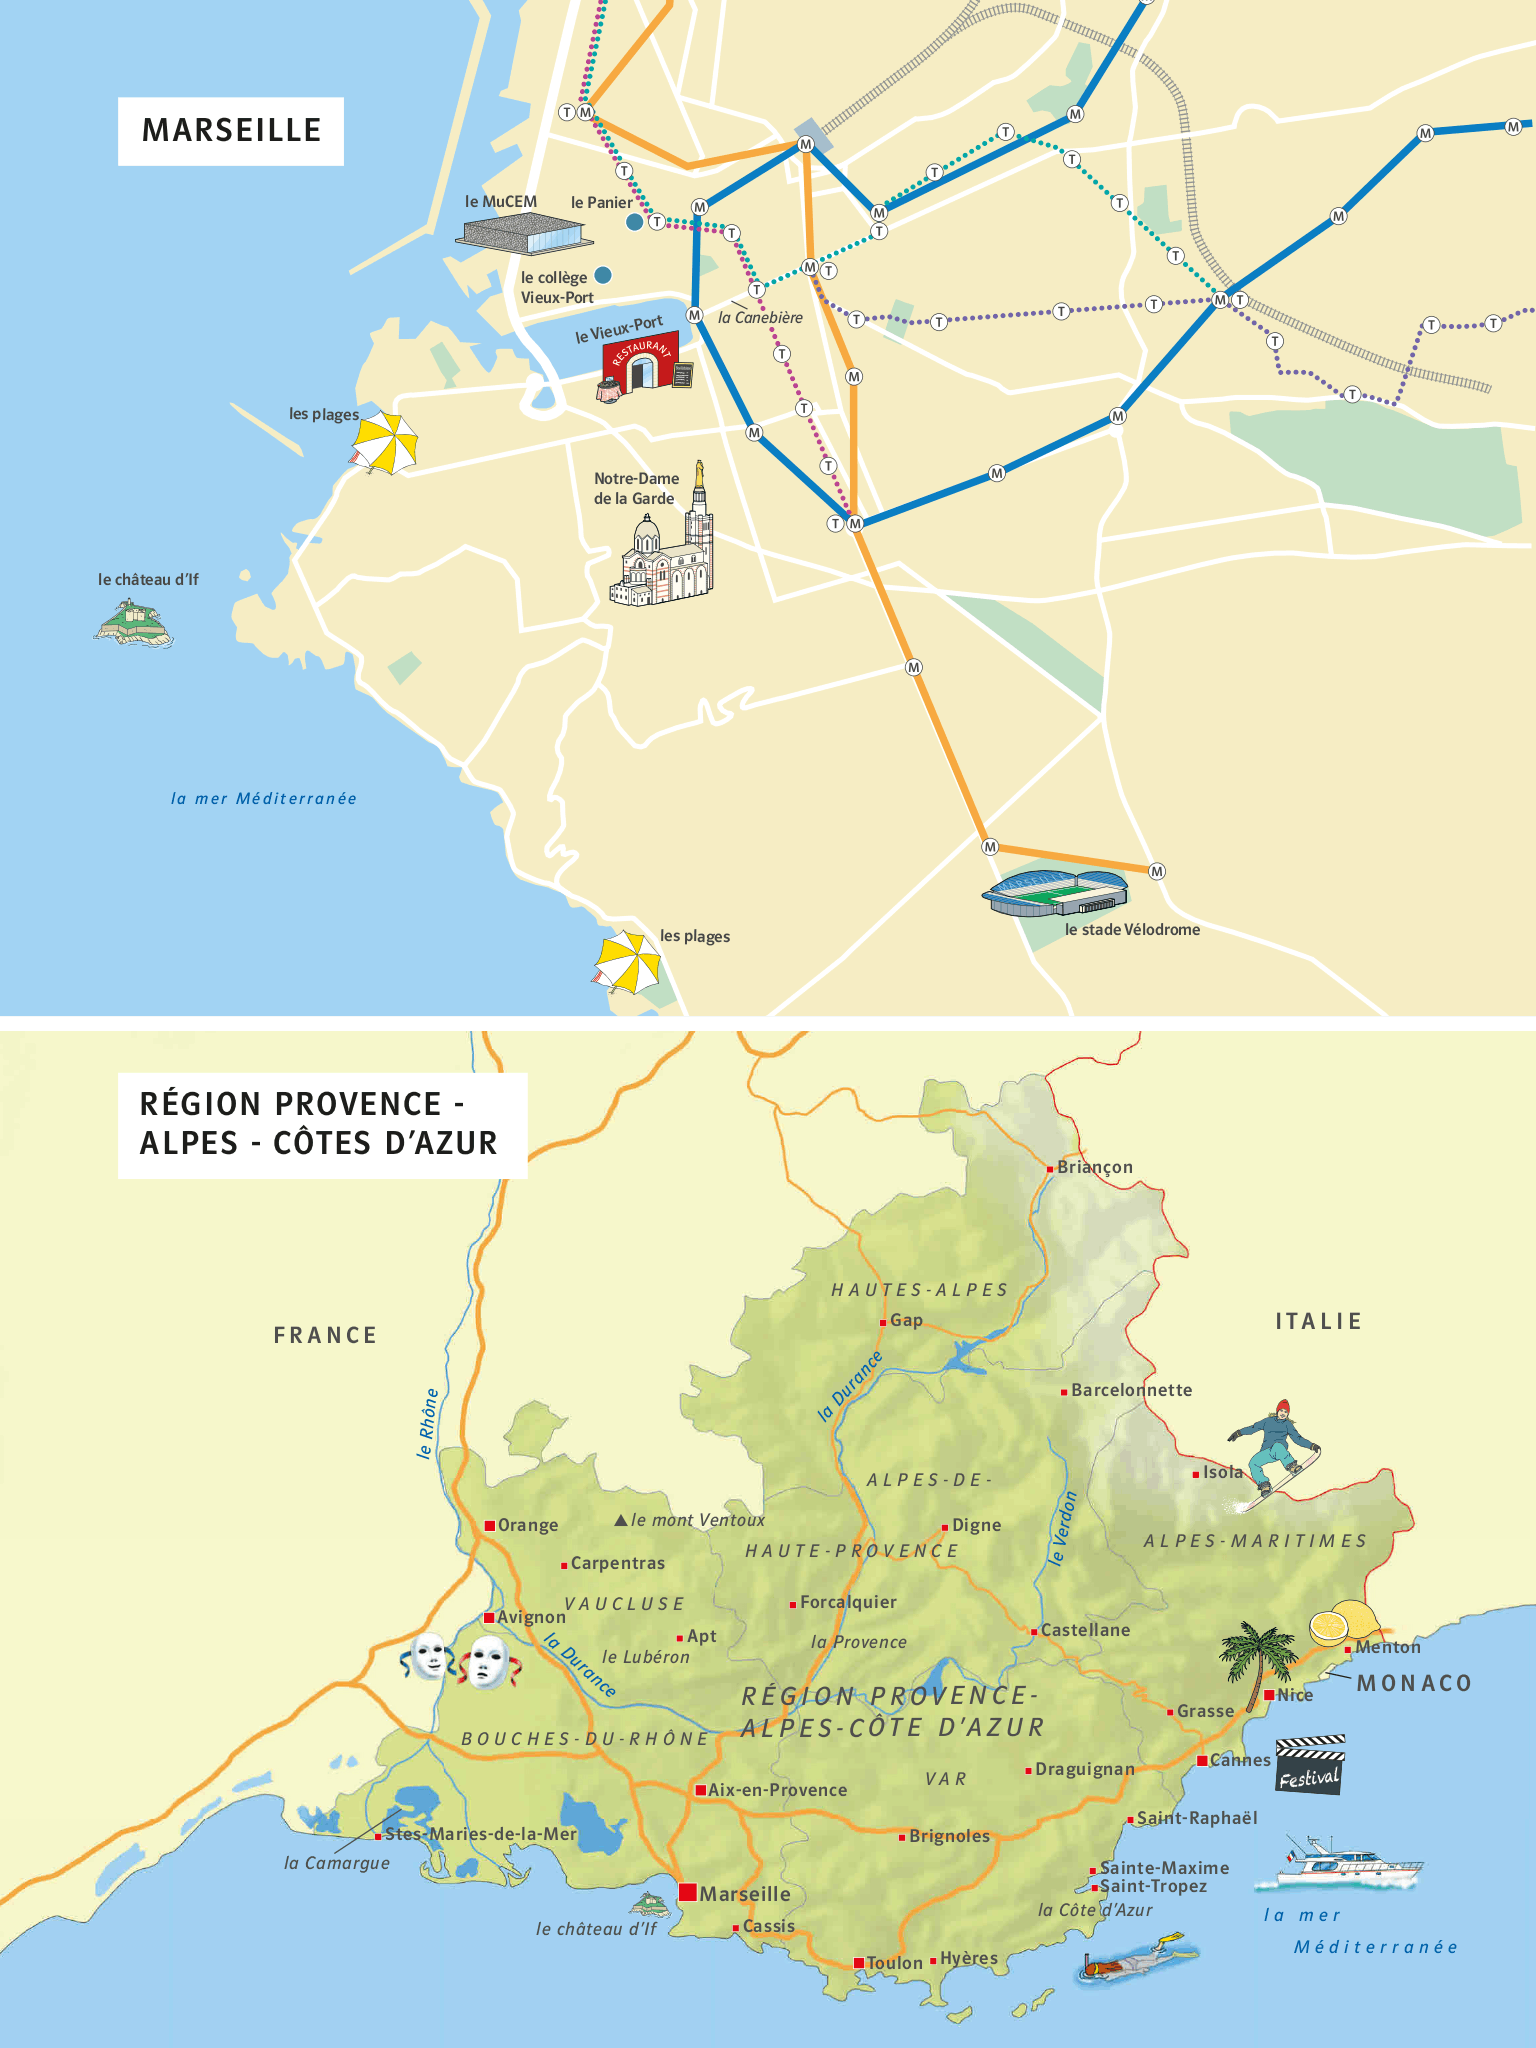 MARSEILLE
T M
T
M
M
M
T
M
le MuCEM
le Panier
T
T
M
T
M
T
T
T
M
M
M
le collège
Vieux-Port
M T
T
T
la Canebière
le Vieux-Port
RESTAURANT
M
T
T
T
T
M T
T
T
T
T
M
T
M
les plages
T
M
M
Notre-Dame
de la Garde
T
M
T M
le château d'If
M
la mer Méditerranée
M
M
MARSEILLE
le stade Vélodrome
les plages
RÉGION PROVENCE -
ALPES - CÔTES D'AZUR
Briançon
HAUTES-ALPES
Gap
FRANCE
ITALIE
la Durance
le Rhône
Barcelonnette
Isola
ALPES-DE-
HAUTE-PROVENCE
Orange
le mont Ventoux
Digne
le Verdon
ALPES-MARITIMES
Carpentras
VAUCLUSE
Forcalquier
Avignon
Apt
la Provence
Castellane
la Durance
le Lubéron
Menton
MONACO
RÉGION PROVENCE-
ALPES-CÔTE D'AZUR
Nice
Grasse
BOUCHES-DU-RHÔNE
Cannes
Festival
VAR
Draguignan
Aix-en-Provence
Saint-Raphaël
Stes-Maries-de-la-Mer
Brignoles
la Camargue
Sainte-Maxime
Saint-Tropez
Marseille
la Côte d'Azur
la mer
Méditerranée
le château d'If
Cassis
Toulon
Hyères